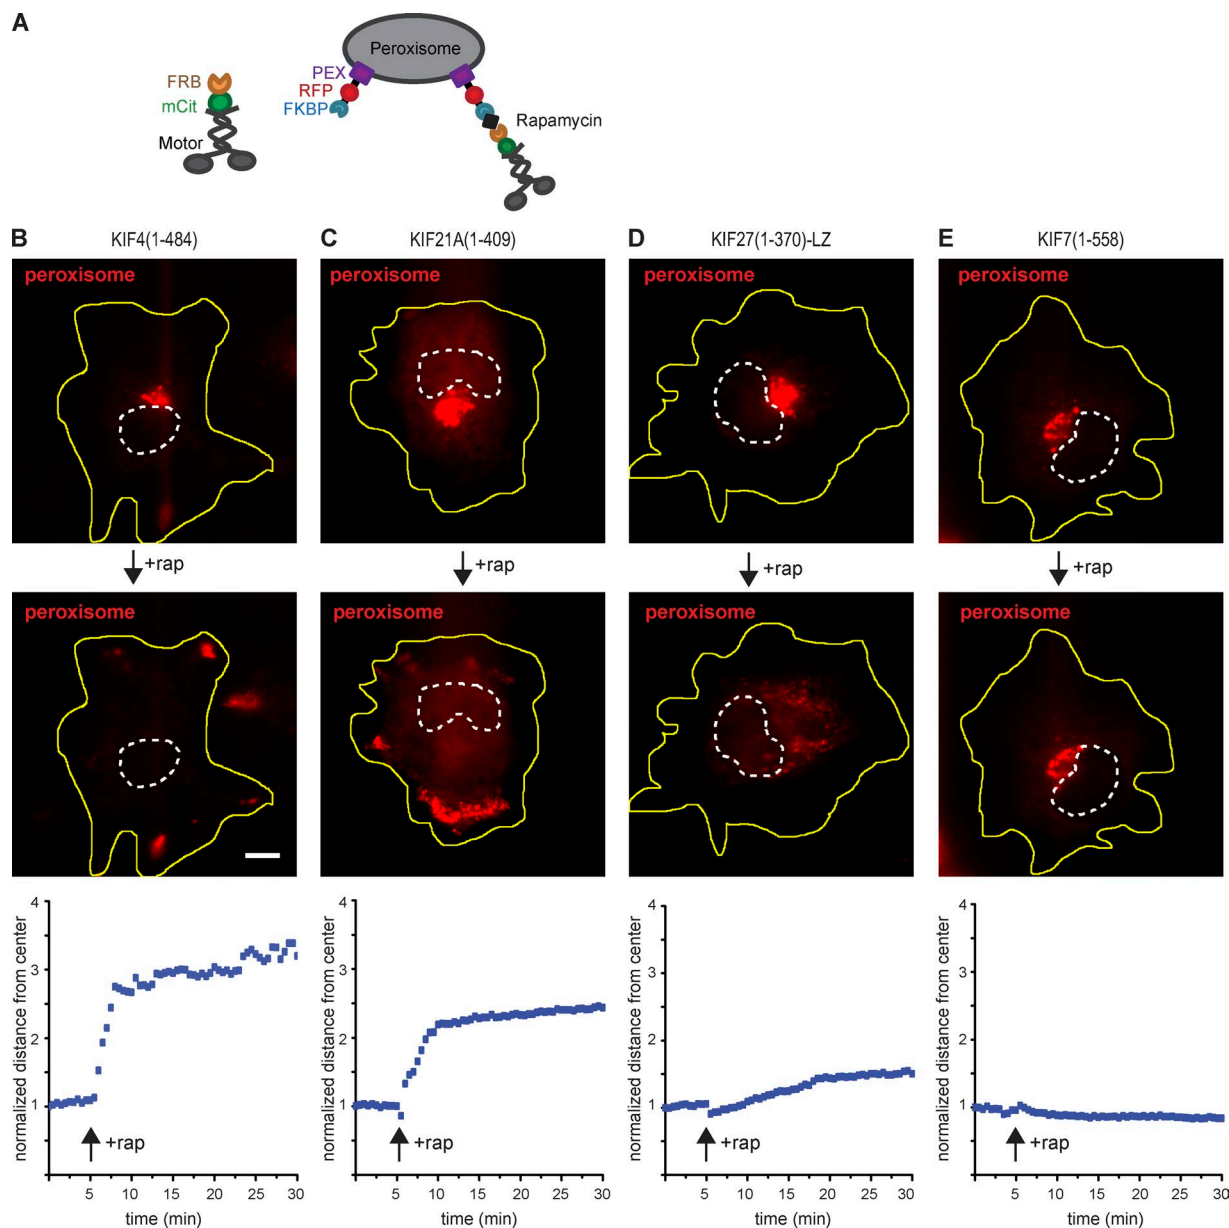 A
Peroxisome
PEX
FRB
RFP
mCit
FKBP
Rapamycin
Motor
B KIF4(1-484)
C KIF21A(1-409)
D KIF27(1-370)-LZ
E KIF7(1-558)
peroxisome
peroxisome
peroxisome
peroxisome
+rap
+rap
+rap
+rap
peroxisome
peroxisome
peroxisome
peroxisome
normalized distance from center
4
3
2
1
+rap
5 10 15 20 25 30
time (min)
normalized distance from center
4
3
2
1
+rap
5 10 15 20 25 30
time (min)
normalized distance from center
4
3
2
1
+rap
5 10 15 20 25 30
time (min)
normalized distance from center
4
3
2
1
+rap
5 10 15 20 25 30
time (min)